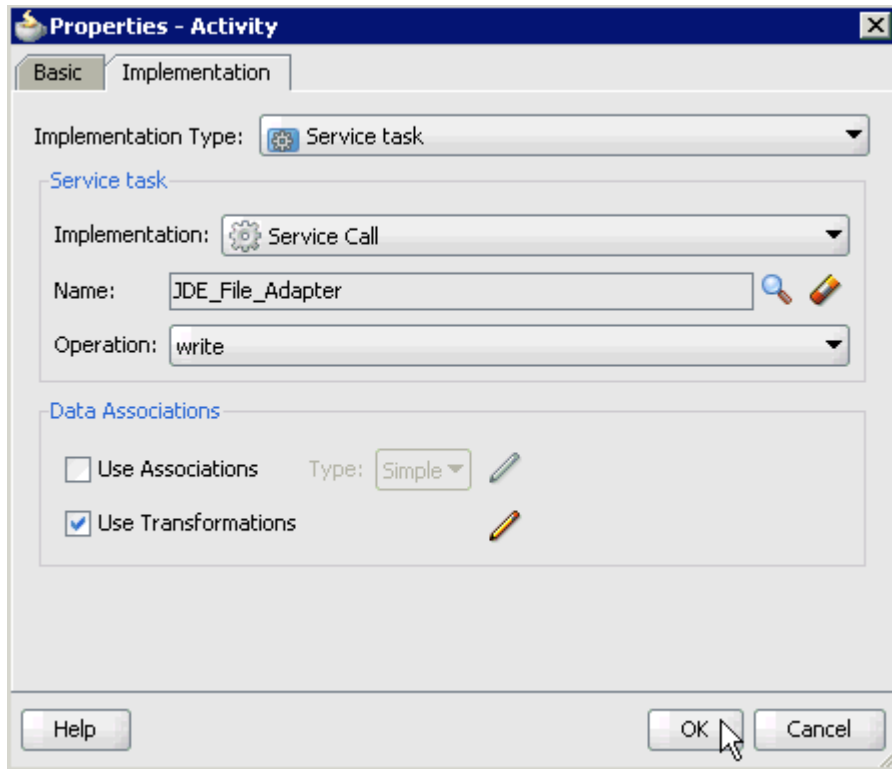 Properties - Activity
Basic Implementation
Implementation Type: Service task
Service task
Implementation: Service Call
Name: JDE_File_Adapter
Operation: write
Data Associations
Use Associations Type: Simple
Use Transformations
Help OK Cancel